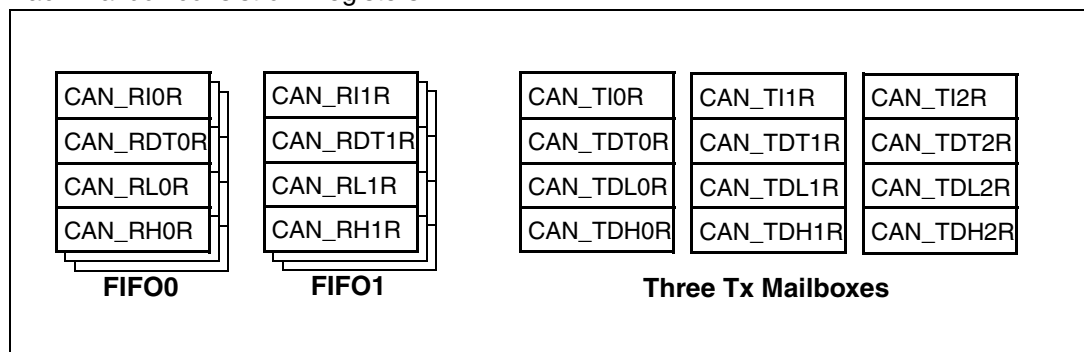 CAN_RI0R CAN_RI1R CAN_TI0R CAN_TI1R CAN_TI2R
CAN_RDT0R CAN_RDT1R CAN_TDT0R CAN_TDT1R CAN_TDT2R
CAN_RL0R CAN_RL1R CAN_TDL0R CAN_TDL1R CAN_TDL2R
CAN_RH0R CAN_RH1R CAN_TDH0R CAN_TDH1R CAN_TDH2R
FIFO0 FIFO1 Three Tx Mailboxes